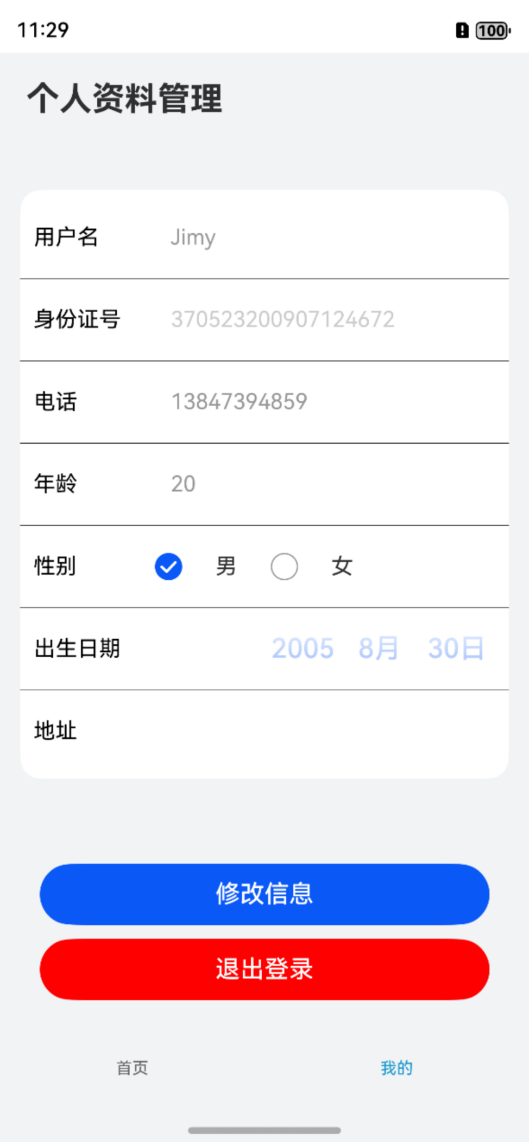 11:29
100
个人资料管理
用户名 Jimy
身份证号 370523200907124672
电话 13847394859
年龄 20
性别 男 女
出生日期 2005 8月 30日
地址
修改信息
退出登录
首页 我的